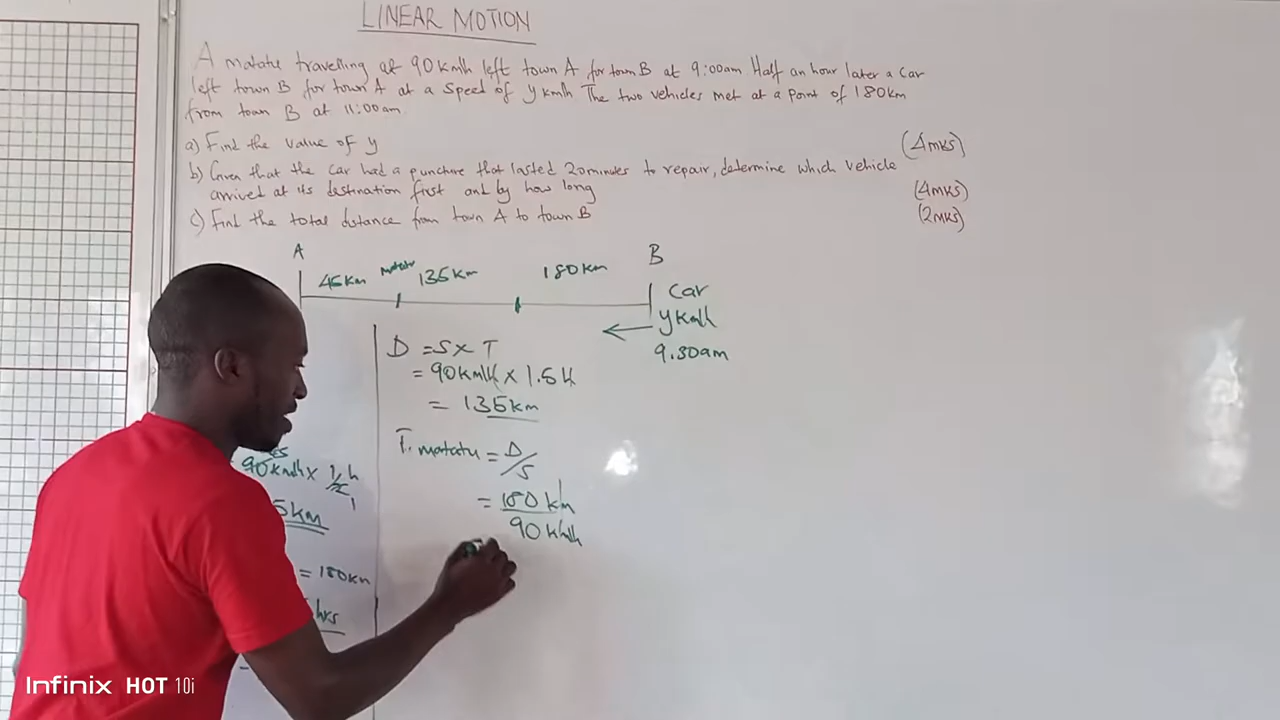 LINEAR MOTION
A matatu travelling at 90km/h left town A for town B at 9:00am Half an hour later a car
left town B for town A at a speed of y km/h The two vehicles met at a point of 180km
from town B at 11:00am.
a) Find the value of y
(4mks)
b) Given that the car had a puncture that lasted 20minutes to repair, determine which vehicle
arrived at its destination first and by how long
(4mks)
c) Find the total distance from town A to town B
(2mks)
A
B
45km
matatu
135km
180km
car
y km/h
9.30am
D = S x T
= 90km/h x 1.5h
= 135km
T. matatu = D/S
= 180 km
90 km/h
90km/h x 1/2 h
5km
= 180km
hrs
Infinix HOT 10i